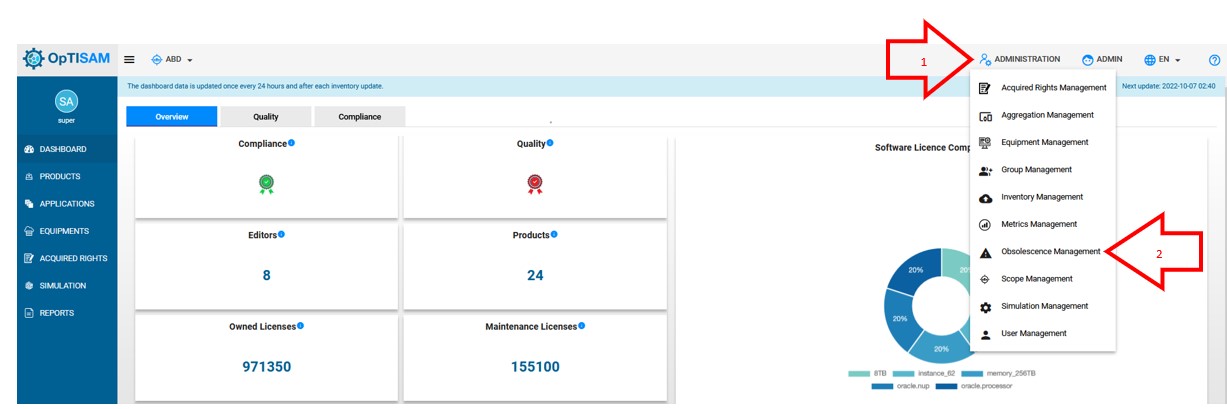 OpTISAM
ABD
1
ADMINISTRATION
ADMIN
EN
?
The dashboard data is updated once every 24 hours and after each inventory update.
Next update: 2022-10-07 02:40
SA
super
DASHBOARD
PRODUCTS
APPLICATIONS
EQUIPMENTS
ACQUIRED RIGHTS
SIMULATION
REPORTS
Overview
Quality
Compliance
Compliance
Quality
Editors
8
Products
24
Owned Licenses
971350
Maintenance Licenses
155100
Software Licence Comp
20%
20
20%
20%
8TB
instance_62
memory_256TB
oracle.nup
oracle.processor
Acquired Rights Management
Aggregation Management
Equipment Management
Group Management
Inventory Management
Metrics Management
Obsolescence Management
2
Scope Management
Simulation Management
User Management